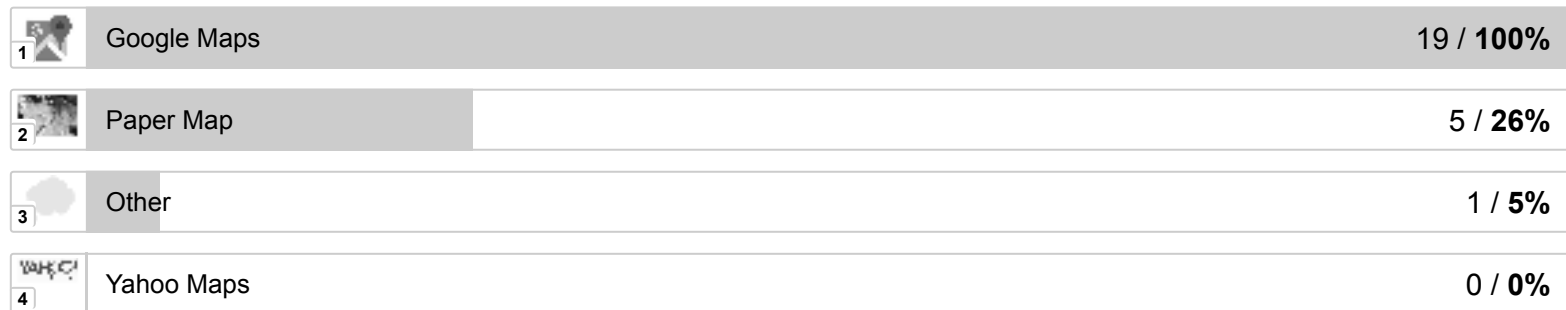 1 Google Maps 19 / 100%
2 Paper Map 5 / 26%
3 Other 1 / 5%
YAHOO!
4 Yahoo Maps 0 / 0%